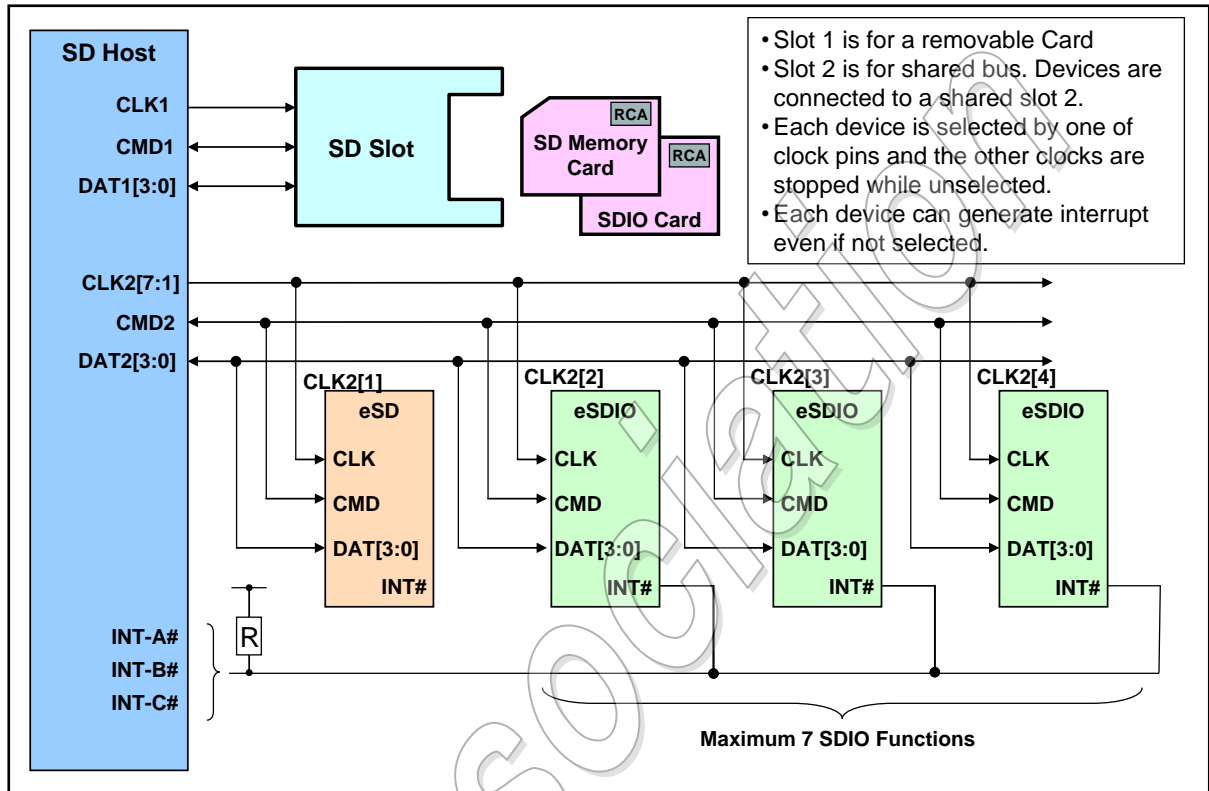 SD Host
CLK1
CMD1
DAT1[3:0]
CLK2[7:1]
CMD2
DAT2[3:0]
INT-A#
INT-B#
INT-C#
SD Slot
RCA
SD Memory
Card
RCA
SDIO Card
• Slot 1 is for a removable Card
• Slot 2 is for shared bus. Devices are
connected to a shared slot 2.
• Each device is selected by one of
clock pins and the other clocks are
stopped while unselected.
• Each device can generate interrupt
even if not selected.
CLK2[1]
eSD
CLK
CMD
DAT[3:0]
INT#
CLK2[2]
eSDIO
CLK
CMD
DAT[3:0]
INT#
CLK2[3]
eSDIO
CLK
CMD
DAT[3:0]
INT#
CLK2[4]
eSDIO
CLK
CMD
DAT[3:0]
INT#
R
Maximum 7 SDIO Functions
sociation